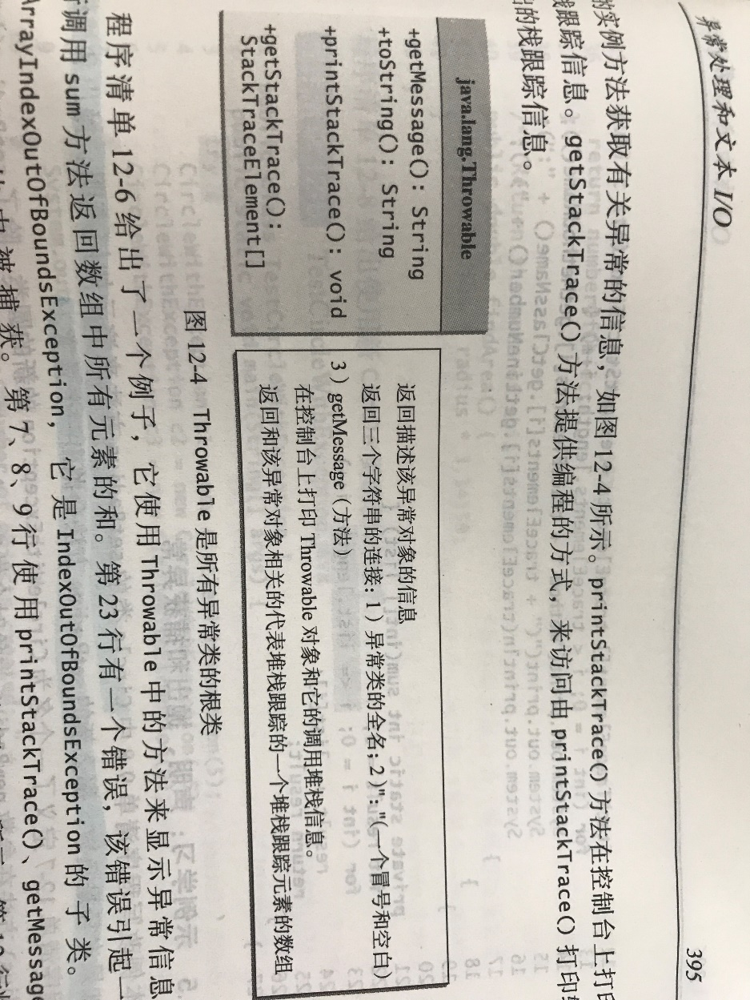 异常处理和文本 I/O 395
的实例方法获取有关异常的信息，如图12-4 所示。printStackTrace() 方法在控制台上打印
栈跟踪信息。getStackTrace() 方法提供编程的方式，来访问由 printStackTrace() 打印
出的栈跟踪信息。
java.lang.Throwable
+getMessage(): String
+toString(): String
+printStackTrace(): void
+getStackTrace():
StackTraceElement[]
返回描述该异常对象的信息
返回三个字符串的连接：1）异常类的全名；2）": "（一个冒号和空白）
3）getMessage（方法）
在控制台上打印 Throwable 对象和它的调用堆栈信息。
返回和该异常对象相关的代表堆栈跟踪的一个堆栈跟踪元素的数组
图12-4 Throwable 是所有异常类的根类
程序清单 12-6 给出了一个例子，它使用 Throwable 中的方法来显示异常信息
行调用 sum 方法返回数组中所有元素的和。第 23 行有一个错误，该错误引起一
ArrayIndexOutOfBoundsException，它是 IndexOutOfBoundsException 的子类。
中被捕获。第 7、8、9 行使用 printStackTrace()、getMessage